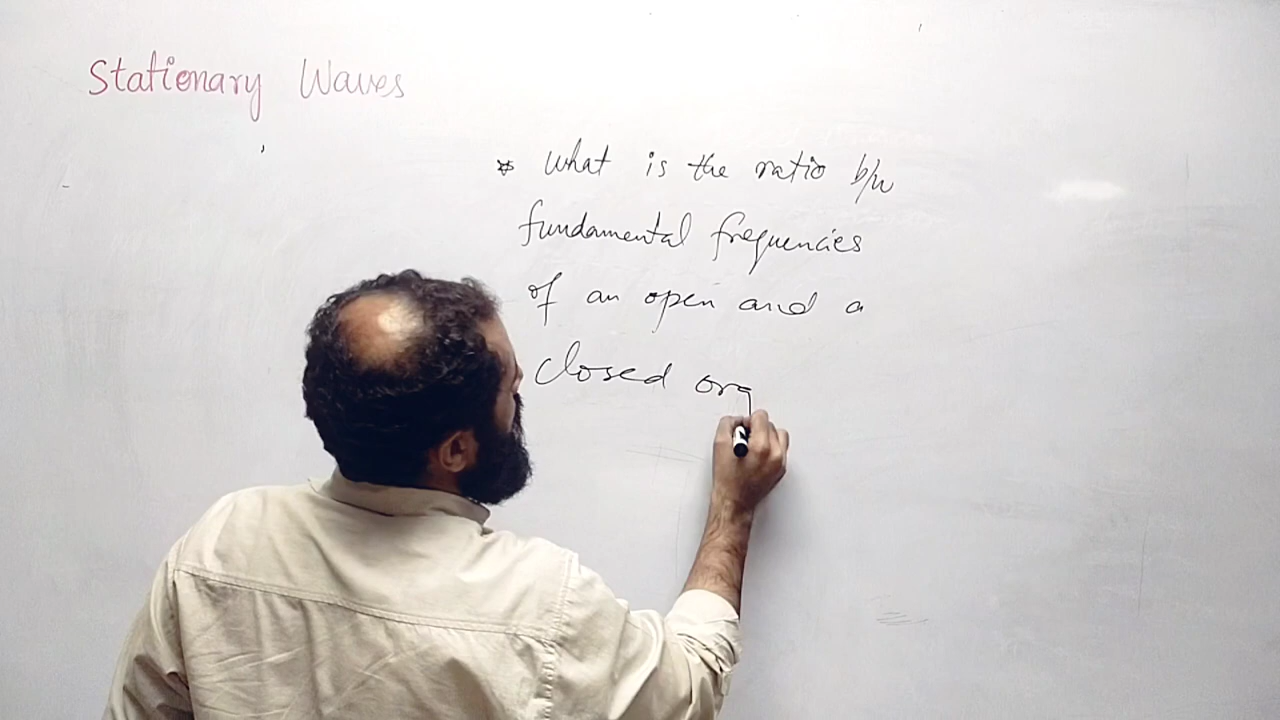 Stationary Waves
* What is the ratio b/w
fundamental frequencies
of an open and a
closed org